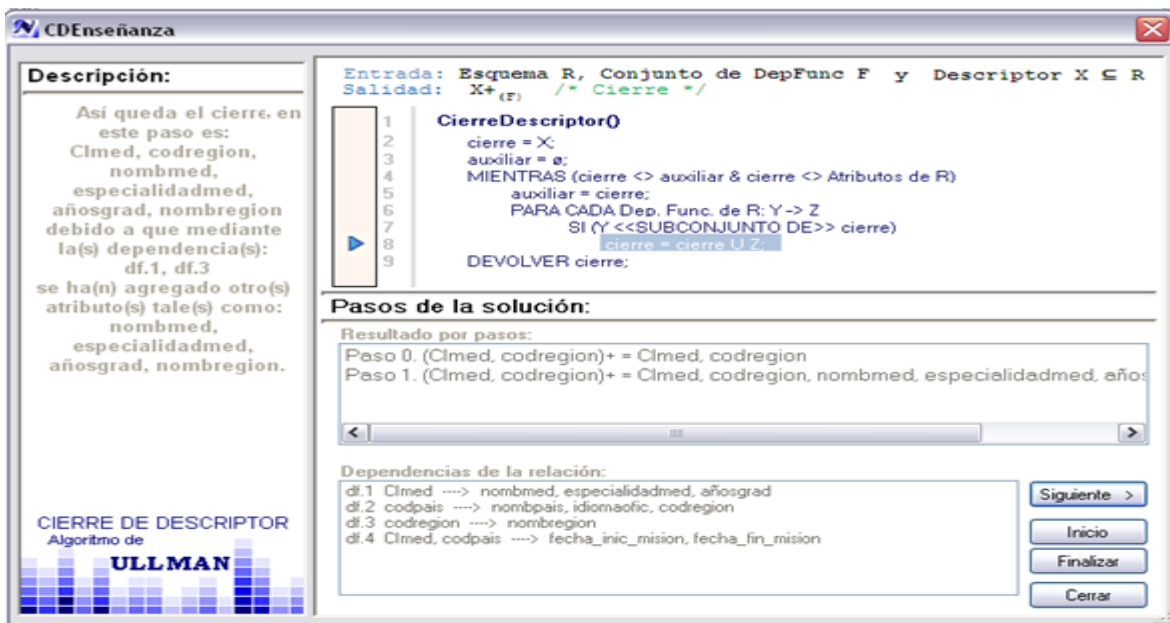 CDEnseñanza
Descripción:
Así queda el cierre, en
este paso es:
CImed, codregion,
nombmed,
especialidadmed,
añosgrad, nombregion
debido a que mediante
la(s) dependencia(s):
df.1, df.3
se ha(n) agregado otro(s)
atributo(s) tale(s) como:
nombmed,
especialidadmed,
añosgrad, nombregion.
CIERRE DE DESCRIPTOR
Algoritmo de
ULLMAN
Entrada: Esquema R, Conjunto de DepFunc F y Descriptor X ⊆ R
Salidad: X+(F) /* Cierre */
1 CierreDescriptor()
2 cierre = X;
3 auxiliar = ø;
4 MIENTRAS (cierre <> auxiliar & cierre <> Atributos de R)
5 auxiliar = cierre;
6 PARA CADA Dep. Func. de R: Y -> Z
7 SI (Y <<SUBCONJUNTO DE>> cierre)
8 cierre = cierre U Z;
9 DEVOLVER cierre;
Pasos de la solución:
Resultado por pasos:
Paso 0. (CImed, codregion)+ = CImed, codregion
Paso 1. (CImed, codregion)+ = CImed, codregion, nombmed, especialidadmed, años
Dependencias de la relación:
df.1 CImed ----> nombmed, especialidadmed, añosgrad
df.2 codpais ----> nombpais, idiomaofic, codregion
df.3 codregion ----> nombregion
df.4 CImed, codpais ----> fecha_inic_mision, fecha_fin_mision
Siguiente >
Inicio
Finalizar
Cerrar